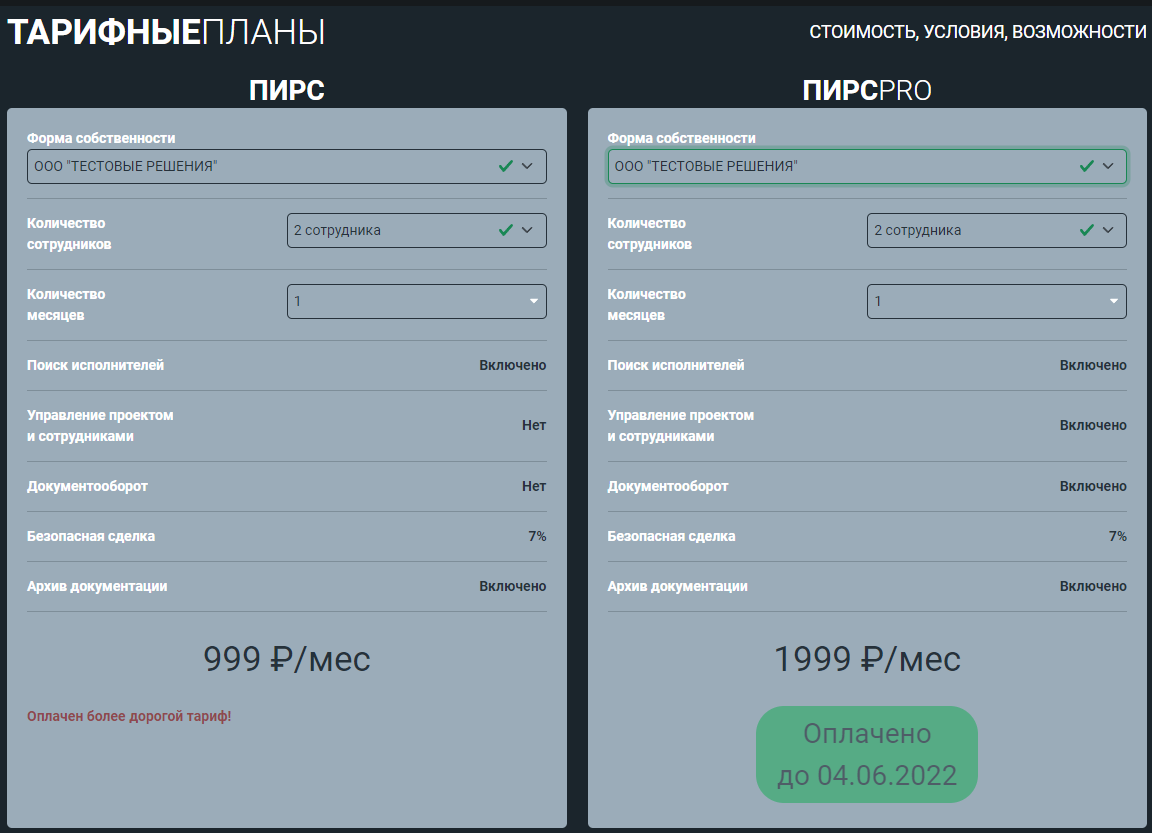 ТАРИФНЫЕПЛАНЫ
СТОИМОСТЬ, УСЛОВИЯ, ВОЗМОЖНОСТИ
ПИРС
Форма собственности
ООО "ТЕСТОВЫЕ РЕШЕНИЯ"
Количество
сотрудников
2 сотрудника
Количество
месяцев
1
Поиск исполнителей
Включено
Управление проектом
и сотрудниками
Нет
Документооборот
Нет
Безопасная сделка
7%
Архив документации
Включено
999 ₽/мес
Оплачен более дорогой тариф!
ПИРСPRO
Форма собственности
ООО "ТЕСТОВЫЕ РЕШЕНИЯ"
Количество
сотрудников
2 сотрудника
Количество
месяцев
1
Поиск исполнителей
Включено
Управление проектом
и сотрудниками
Включено
Документооборот
Включено
Безопасная сделка
7%
Архив документации
Включено
1999 ₽/мес
Оплачено
до 04.06.2022